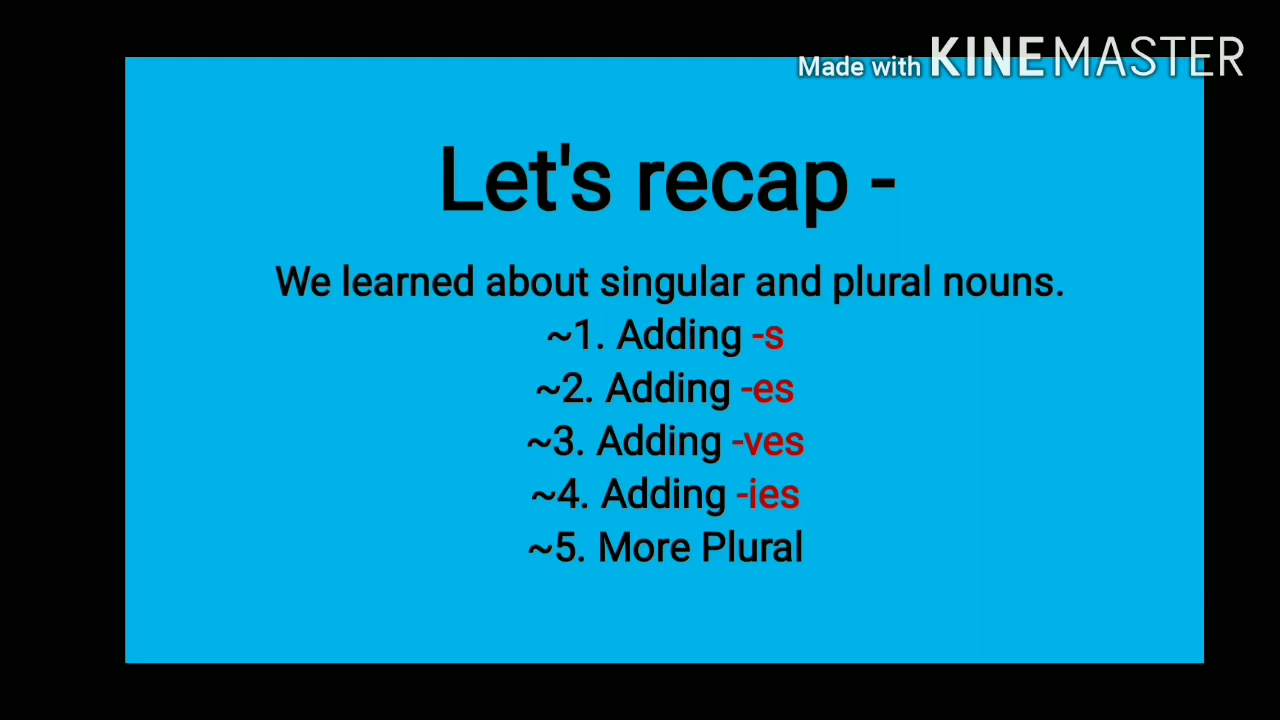 Made with KINEMASTER
Let's recap -
We learned about singular and plural nouns.
~1. Adding -s
~2. Adding -es
~3. Adding -ves
~4. Adding -ies
~5. More Plural